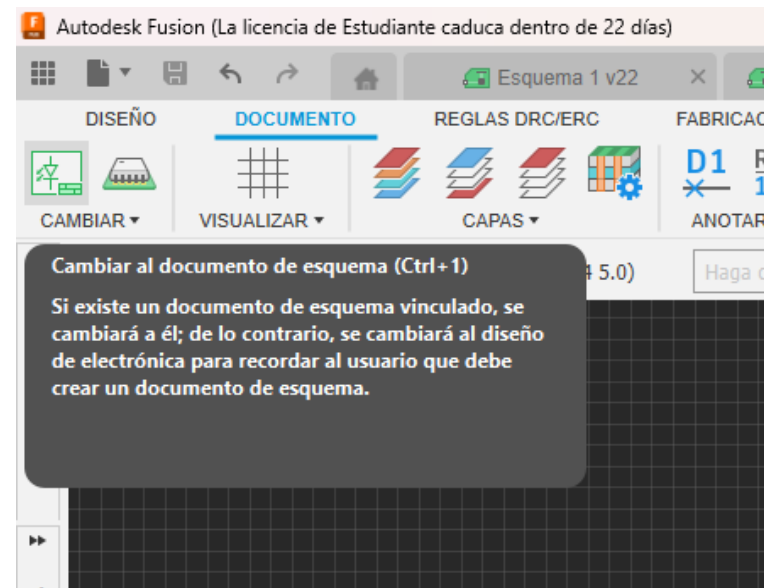 Autodesk Fusion (La licencia de Estudiante caduca dentro de 22 días)
Esquema 1 v22
DISEÑO DOCUMENTO REGLAS DRC/ERC
D1
CAMBIAR VISUALIZAR CAPAS
Cambiar al documento de esquema (Ctrl+1)
5.0) Haga
Si existe un documento de esquema vinculado, se
cambiará a él; de lo contrario, se cambiará al diseño
de electrónica para recordar al usuario que debe
crear un documento de esquema.